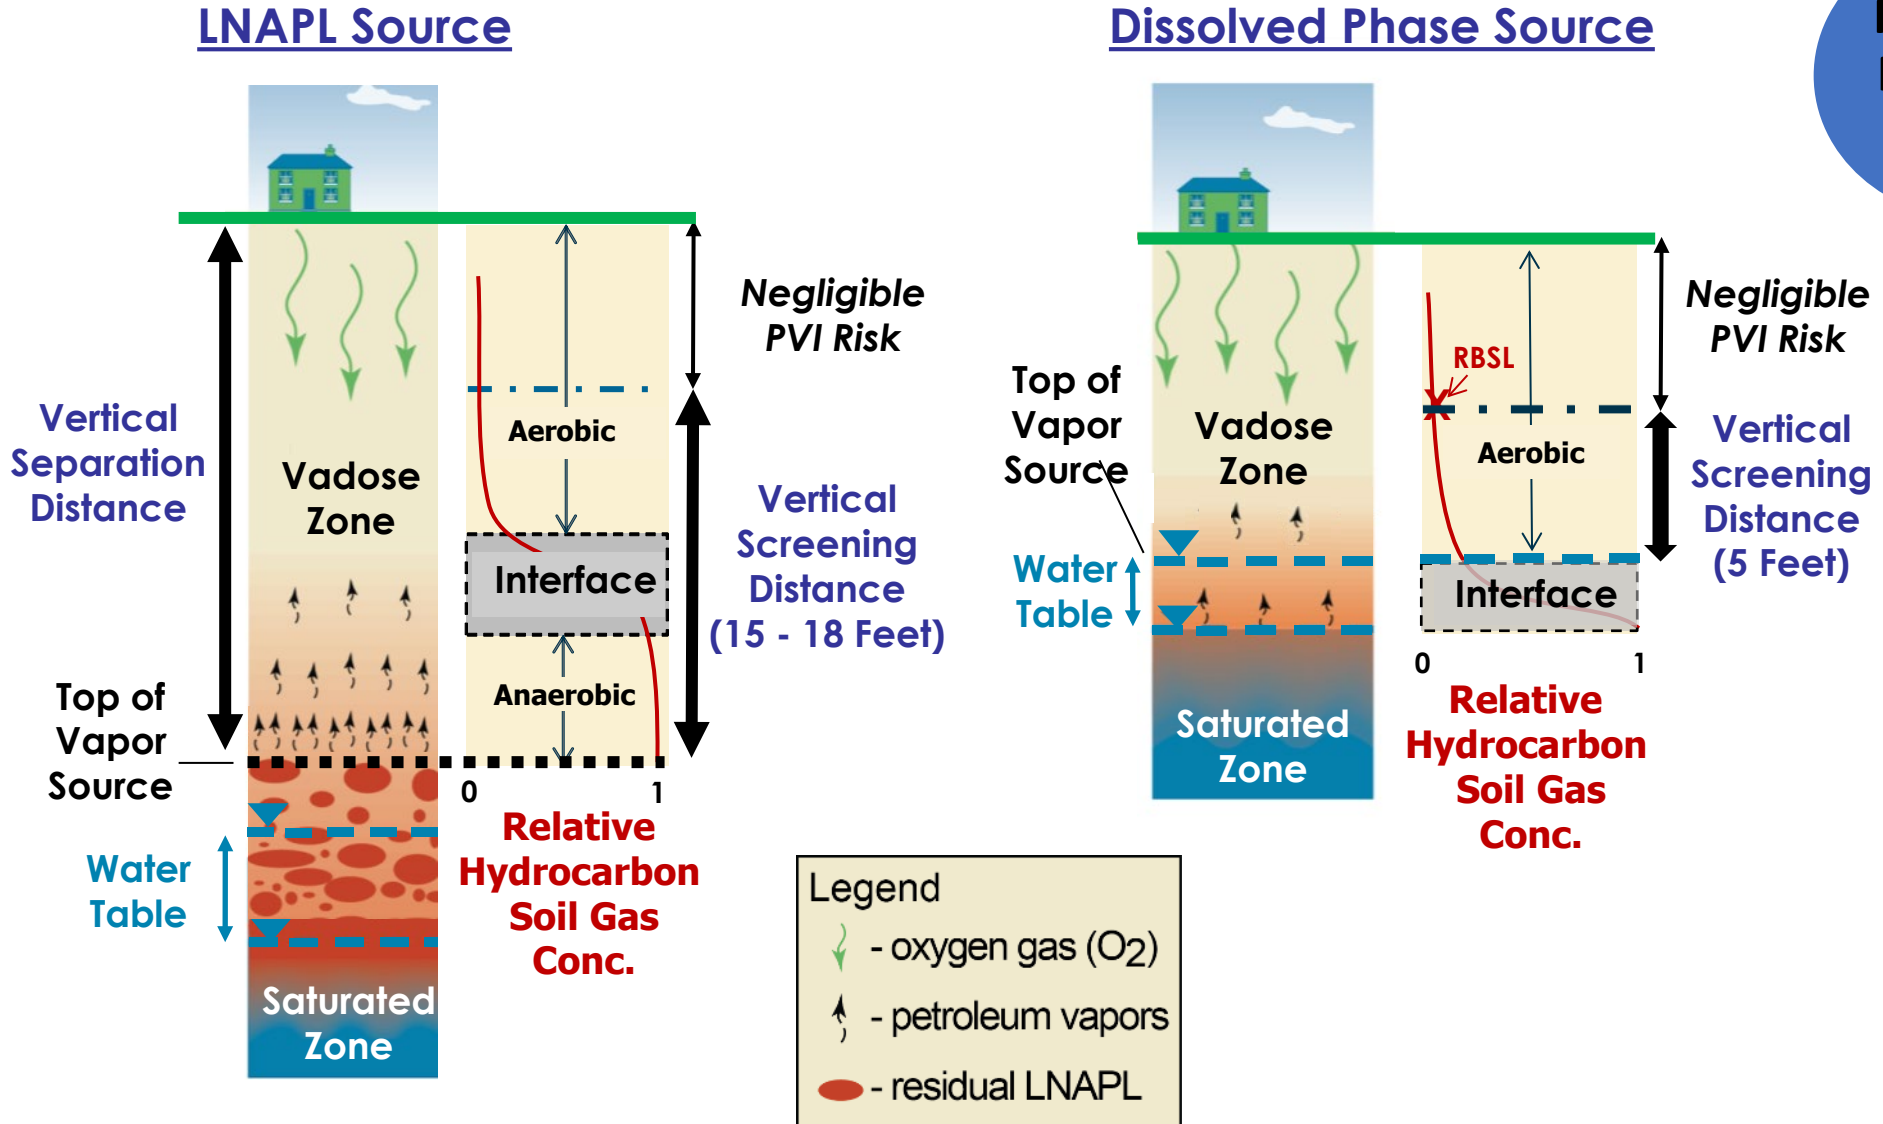 LNAPL Source
Negligible
PVI Risk
Vertical
Separation
Distance
Vadose
Zone
Aerobic
Interface
Anaerobic
Vertical
Screening
Distance
(15 - 18 Feet)
Top of
Vapor
Source
0
1
Relative
Hydrocarbon
Soil Gas
Conc.
Water
Table
Saturated
Zone
Dissolved Phase Source
Negligible
PVI Risk
RBSL
Top of
Vapor
Source
Vadose
Zone
Aerobic
Vertical
Screening
Distance
(5 Feet)
Water
Table
Interface
0
1
Saturated
Zone
Relative
Hydrocarbon
Soil Gas
Conc.
Legend
- oxygen gas (O2)
- petroleum vapors
- residual LNAPL